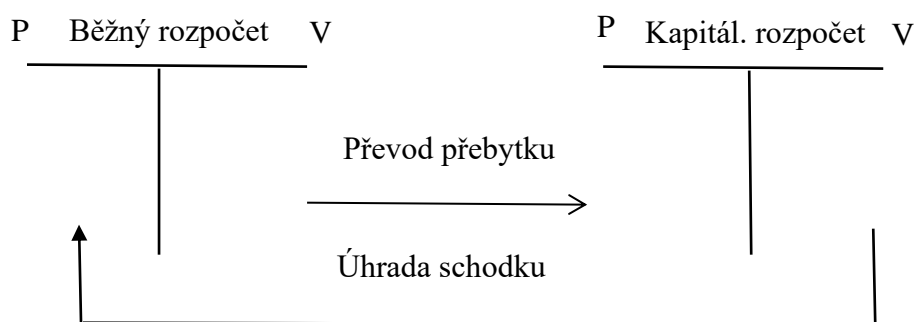 P Běžný rozpočet V
P Kapitál. rozpočet V
Převod přebytku
Úhrada schodku